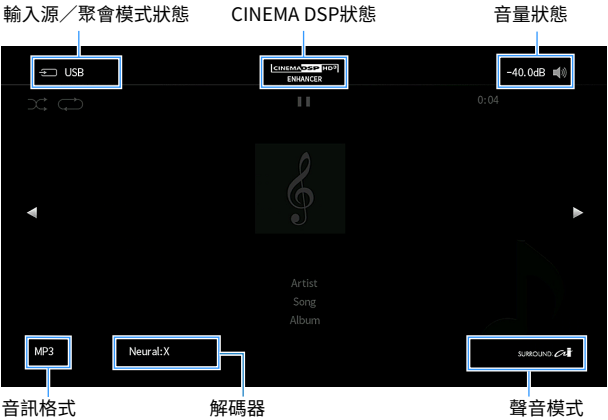 輸入源／聚會模式狀態
CINEMA DSP狀態
音量狀態
USB
CINEMA DSP HD³
ENHANCER
-40.0dB
0:04
Artist
Song
Album
MP3
Neural:X
SURROUND: AI
音訊格式
解碼器
聲音模式